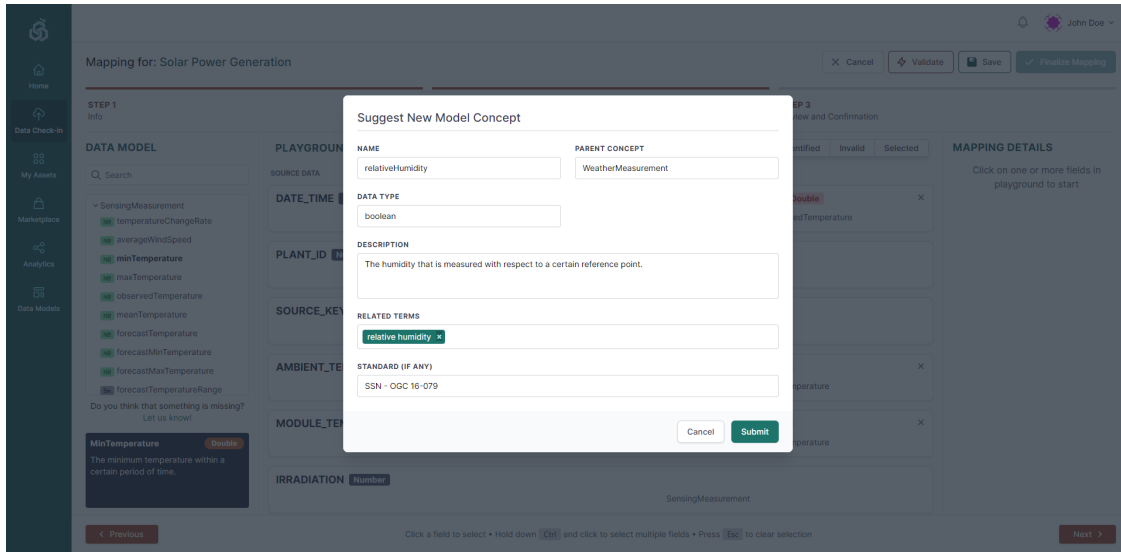 John Doe
Mapping for: Solar Power Generation
Cancel
Validate
Save
Finalize Mapping
Home
Data Check-in
My Assets
Marketplace
Analytics
Data Models
STEP 1
Info
EP 3
view and Confirmation
DATA MODEL
Search
SensingMeasurement
temperatureChangeRate
averageWindSpeed
minTemperature
maxTemperature
observedTemperature
meanTemperature
forecastTemperature
forecastMinTemperature
forecastMaxTemperature
forecastTemperatureRange
Do you think that something is missing?
Let us know!
MinTemperature Double
The minimum temperature within a
certain period of time.
PLAYGROUN
entified Invalid Selected
SOURCE DATA
DATE_TIME
Double
edTemperature
PLANT_ID N
SOURCE_KEY
AMBIENT_TE
mperature
MODULE_TEM
mperature
IRRADIATION Number
SensingMeasurement
MAPPING DETAILS
Click on one or more fields in
playground to start
Suggest New Model Concept
NAME
relativeHumidity
PARENT CONCEPT
WeatherMeasurement
DATA TYPE
boolean
DESCRIPTION
The humidity that is measured with respect to a certain reference point.
RELATED TERMS
relative humidity ×
STANDARD (IF ANY)
SSN - OGC 16-079
Cancel
Submit
Previous
Click a field to select • Hold down Ctrl and click to select multiple fields • Press Esc to clear selection
Next